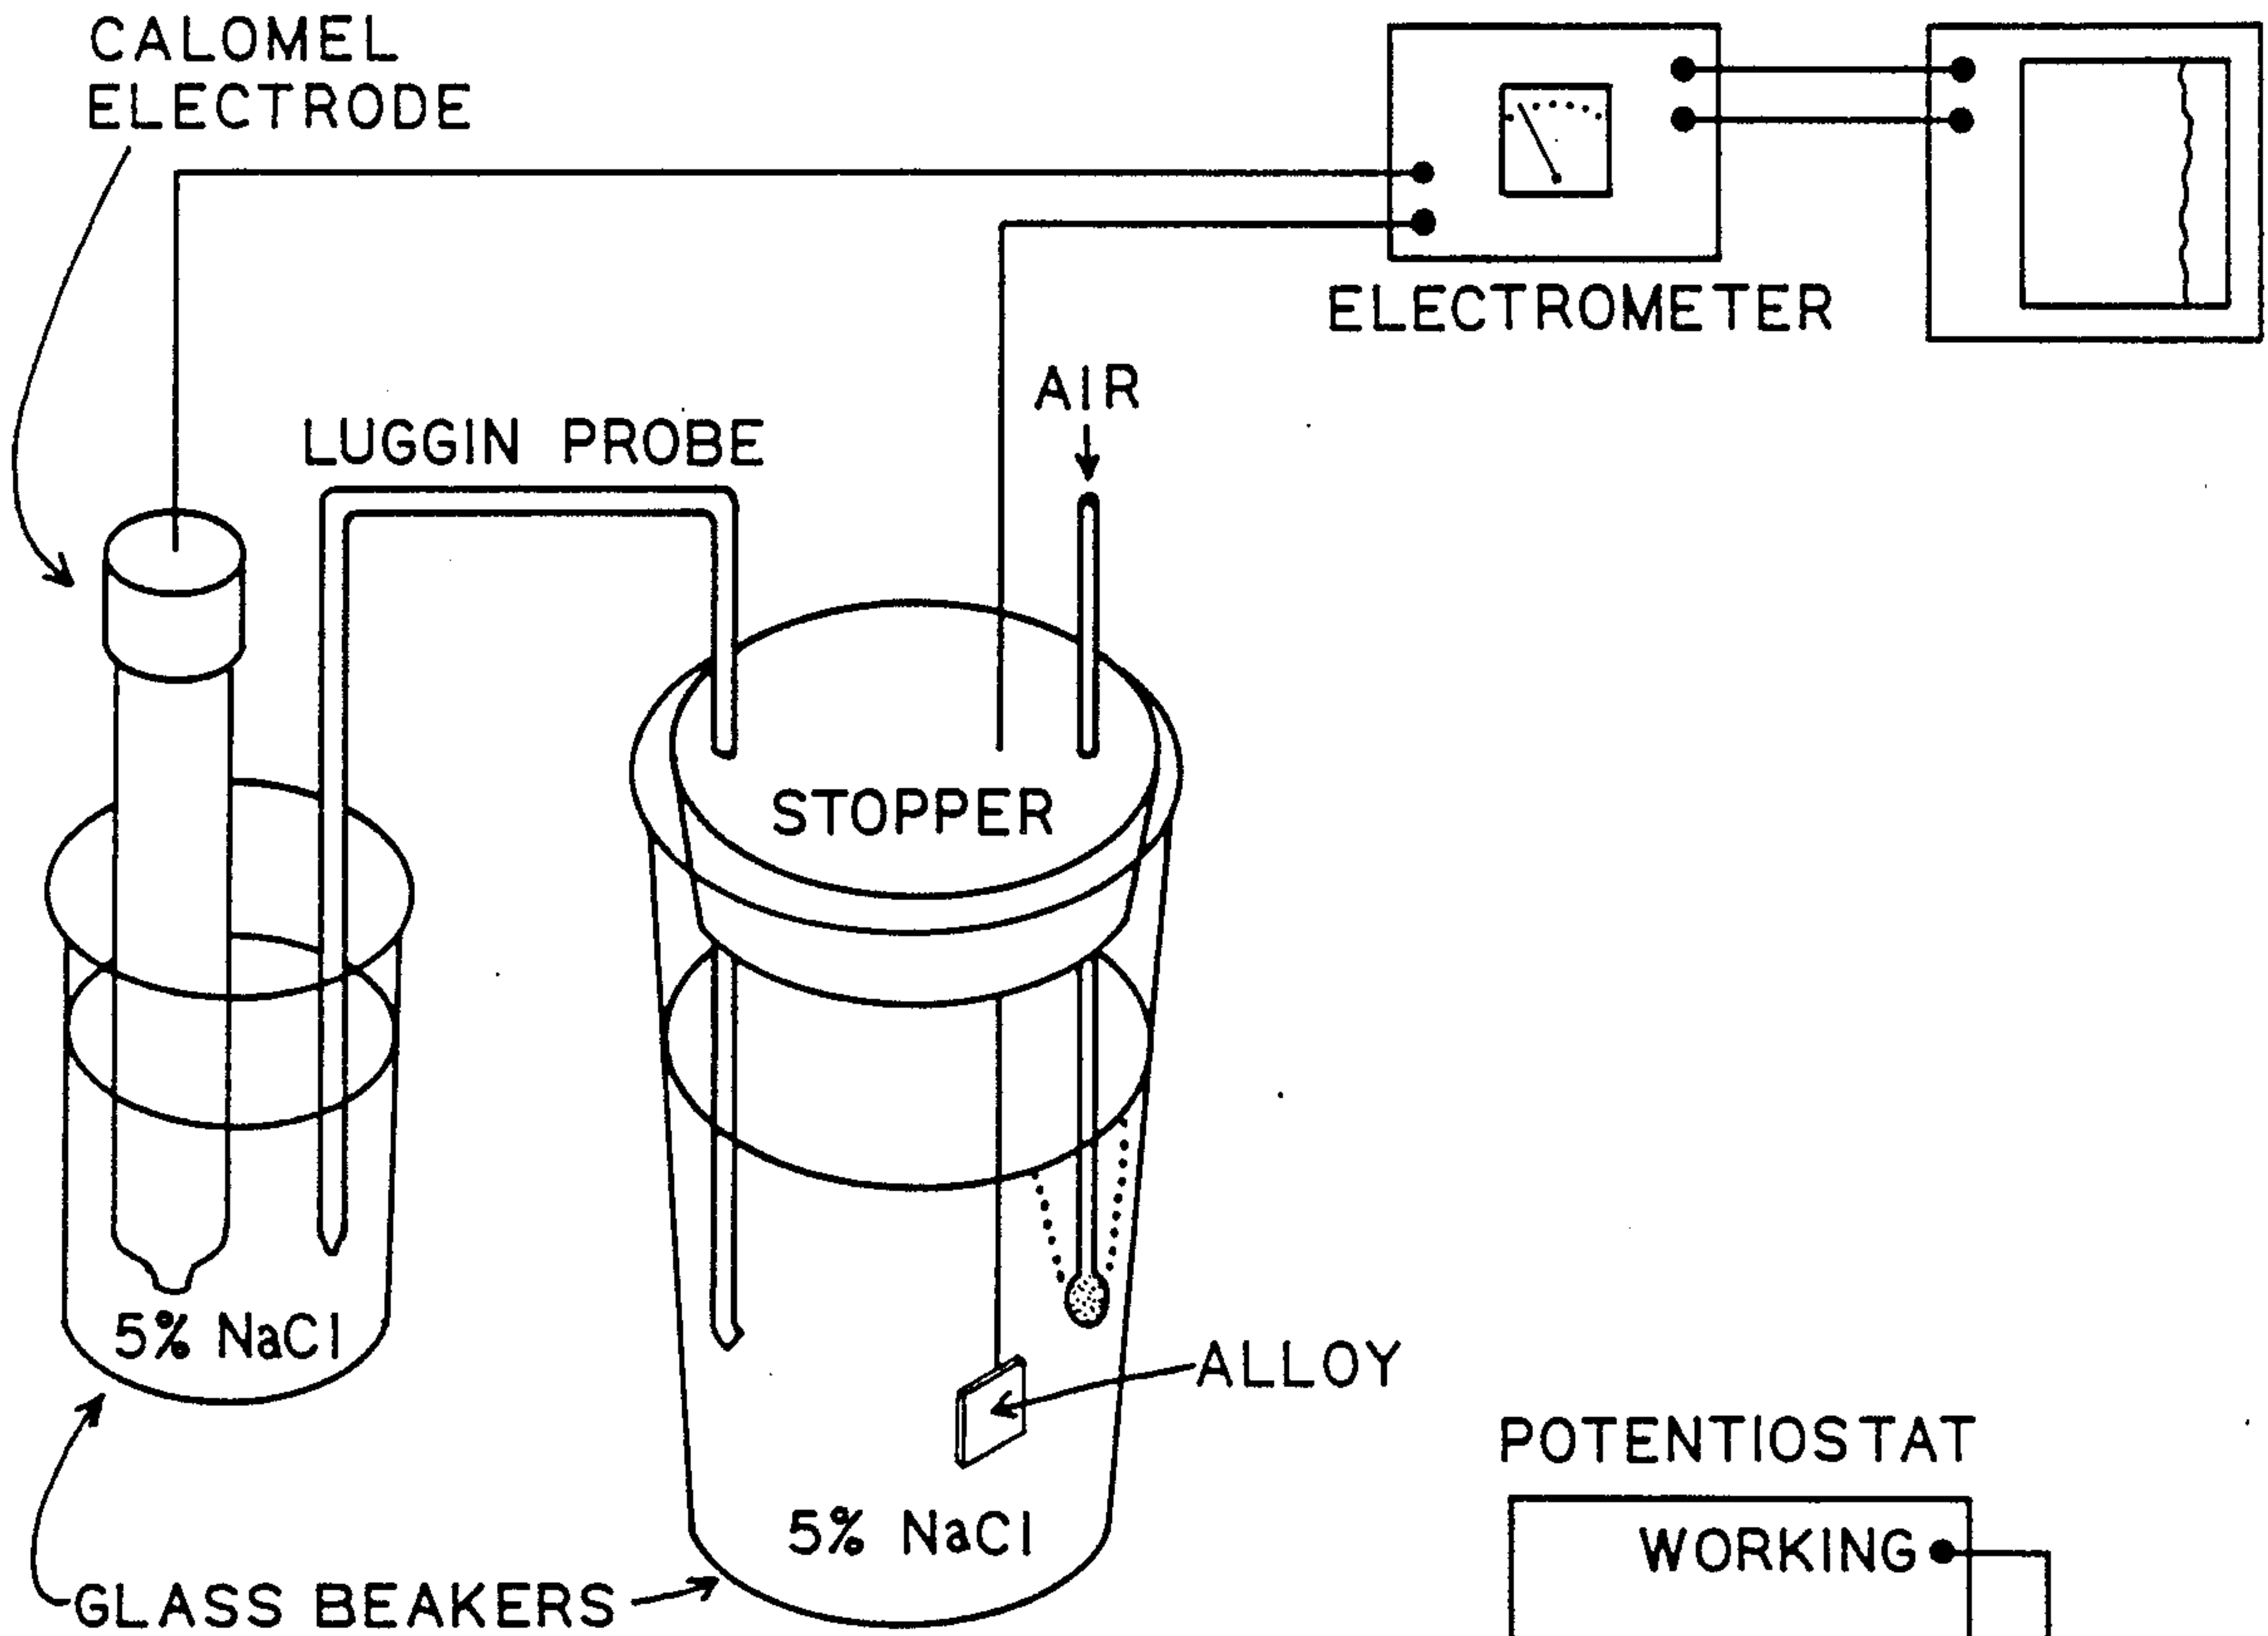 CALOMEL
ELECTRODE
ELECTROMETER
AIR
LUGGIN PROBE
STOPPER
5% NaCl
ALLOY
5% NaCl
GLASS BEAKERS
POTENTIOSTAT
WORKING